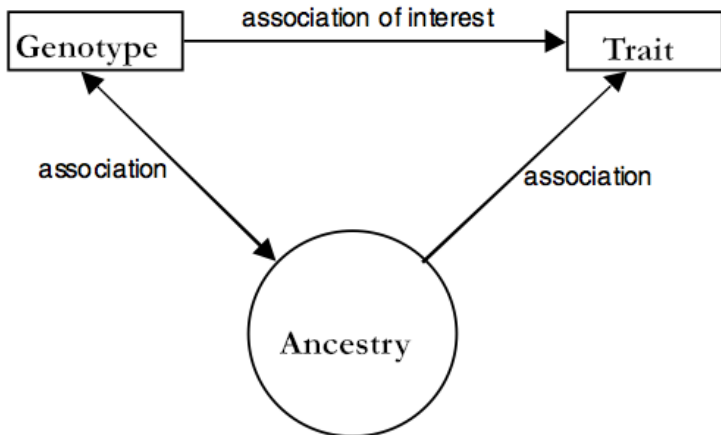 association of interest
Genotype
Trait
association
association
Ancestry